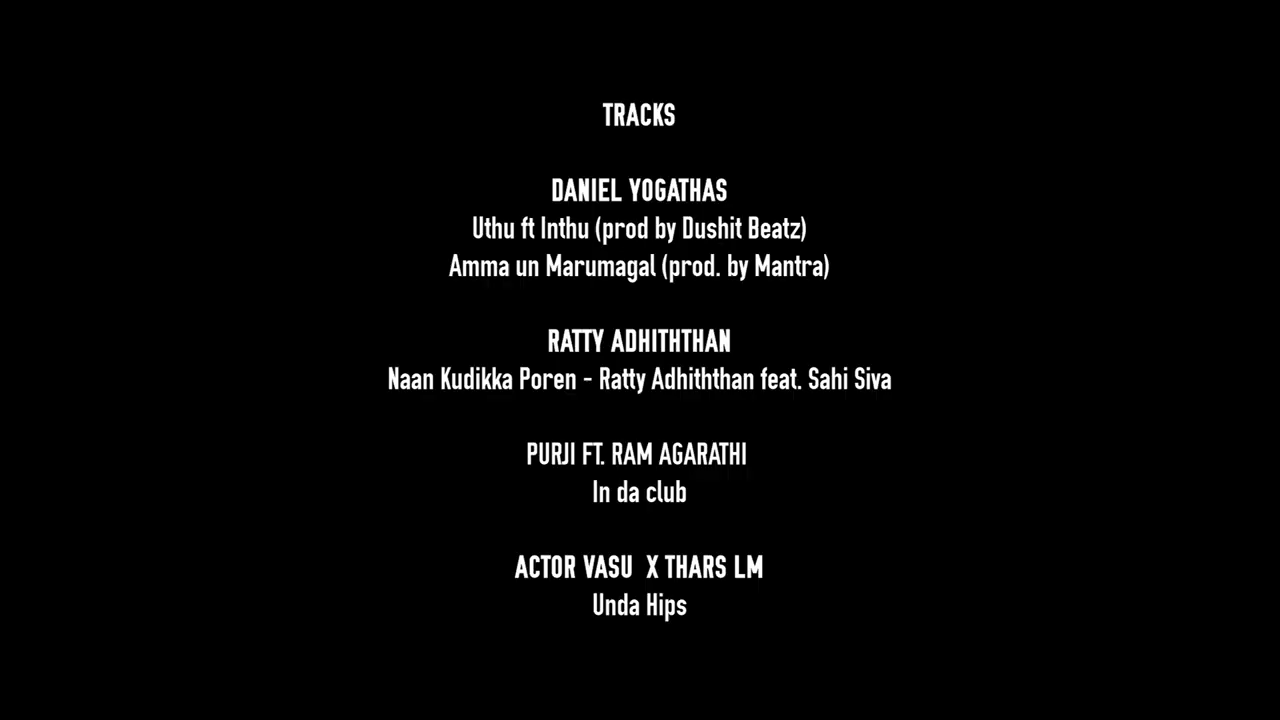 TRACKS
DANIEL YOGATHAS
Uthu ft Inthu (prod by Dushit Beatz)
Amma un Marumagal (prod. by Mantra)
RATTY ADHITHTHAN
Naan Kudikka Poren - Ratty Adhiththan feat. Sahi Siva
PURJI FT. RAM AGARATHI
In da club
ACTOR VASU X THARS LM
Unda Hips